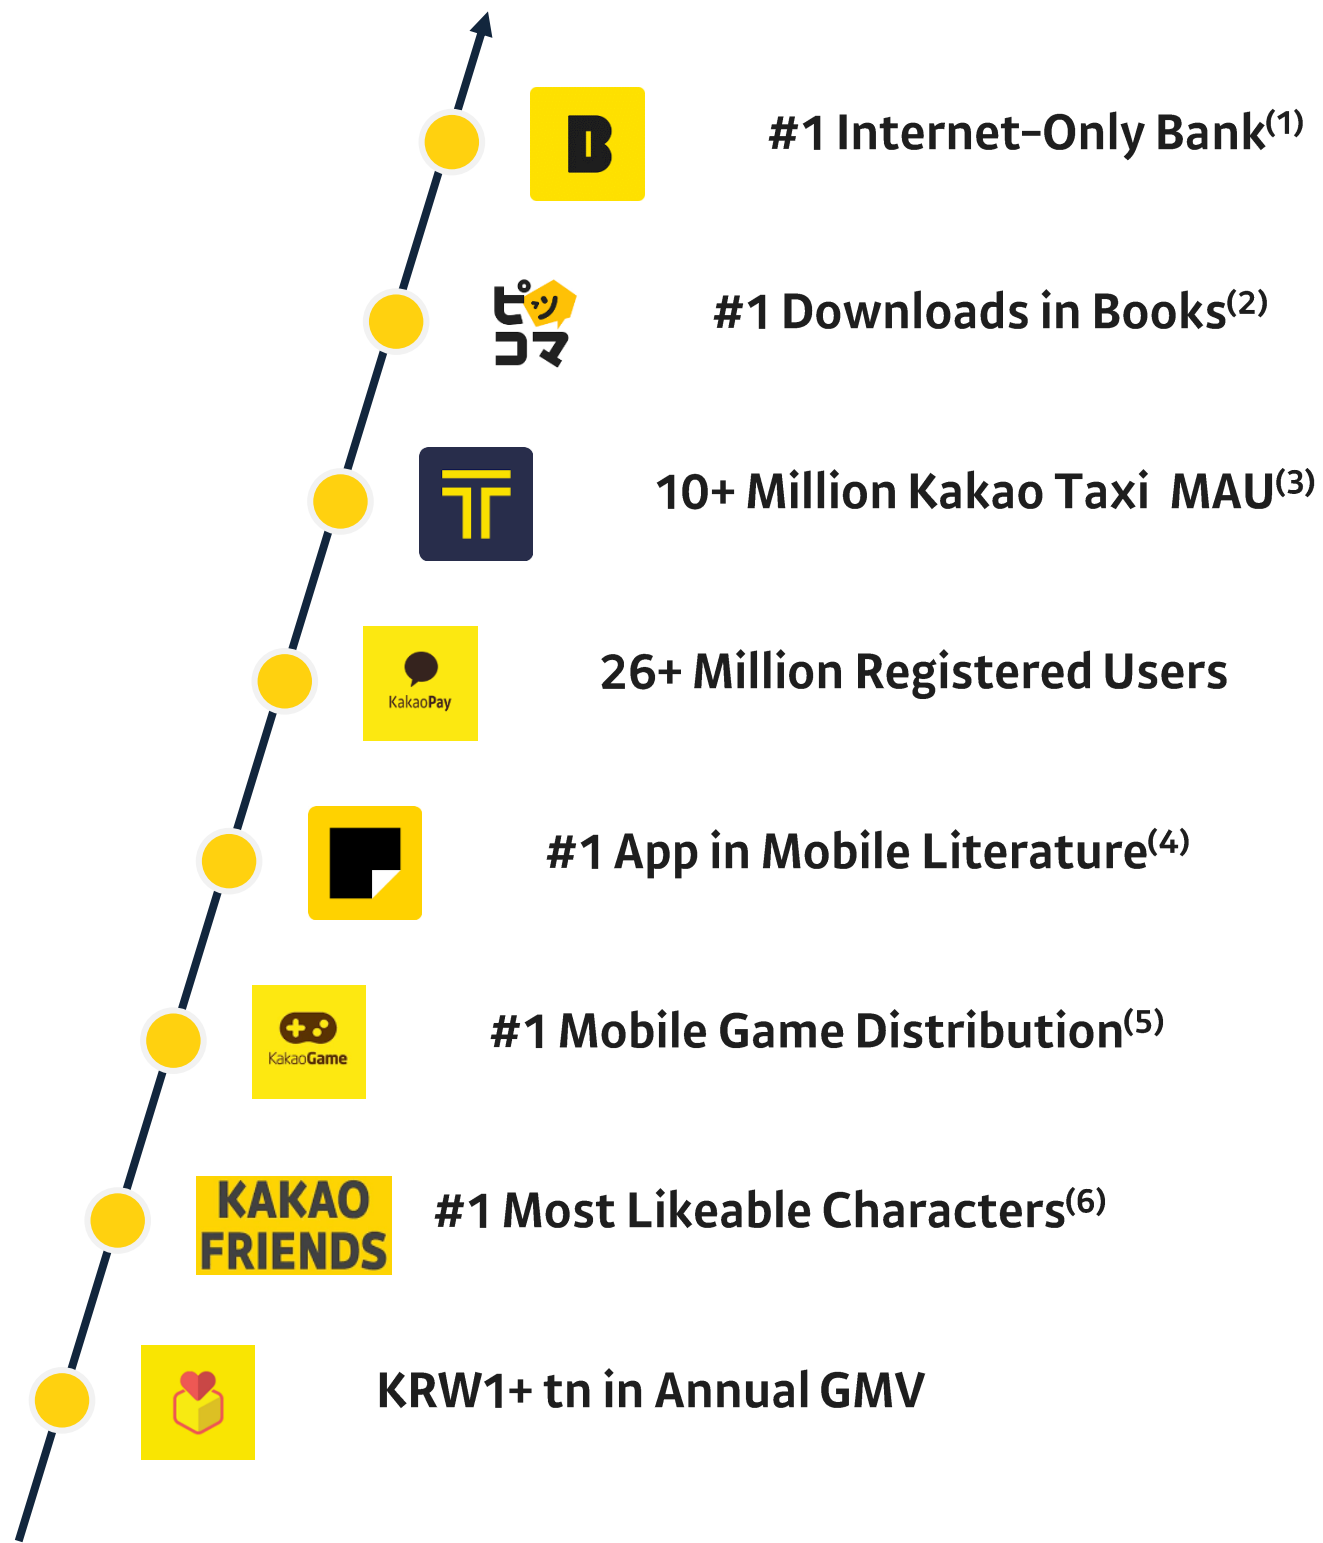 B
#1 Internet-Only Bank(1)
ピッ
コマ
#1 Downloads in Books(2)
T
10+ Million Kakao Taxi MAU(3)
KakaoPay
26+ Million Registered Users
#1 App in Mobile Literature(4)
KakaoGame
#1 Mobile Game Distribution(5)
KAKAO
FRIENDS
#1 Most Likeable Characters(6)
KRW1+ tn in Annual GMV